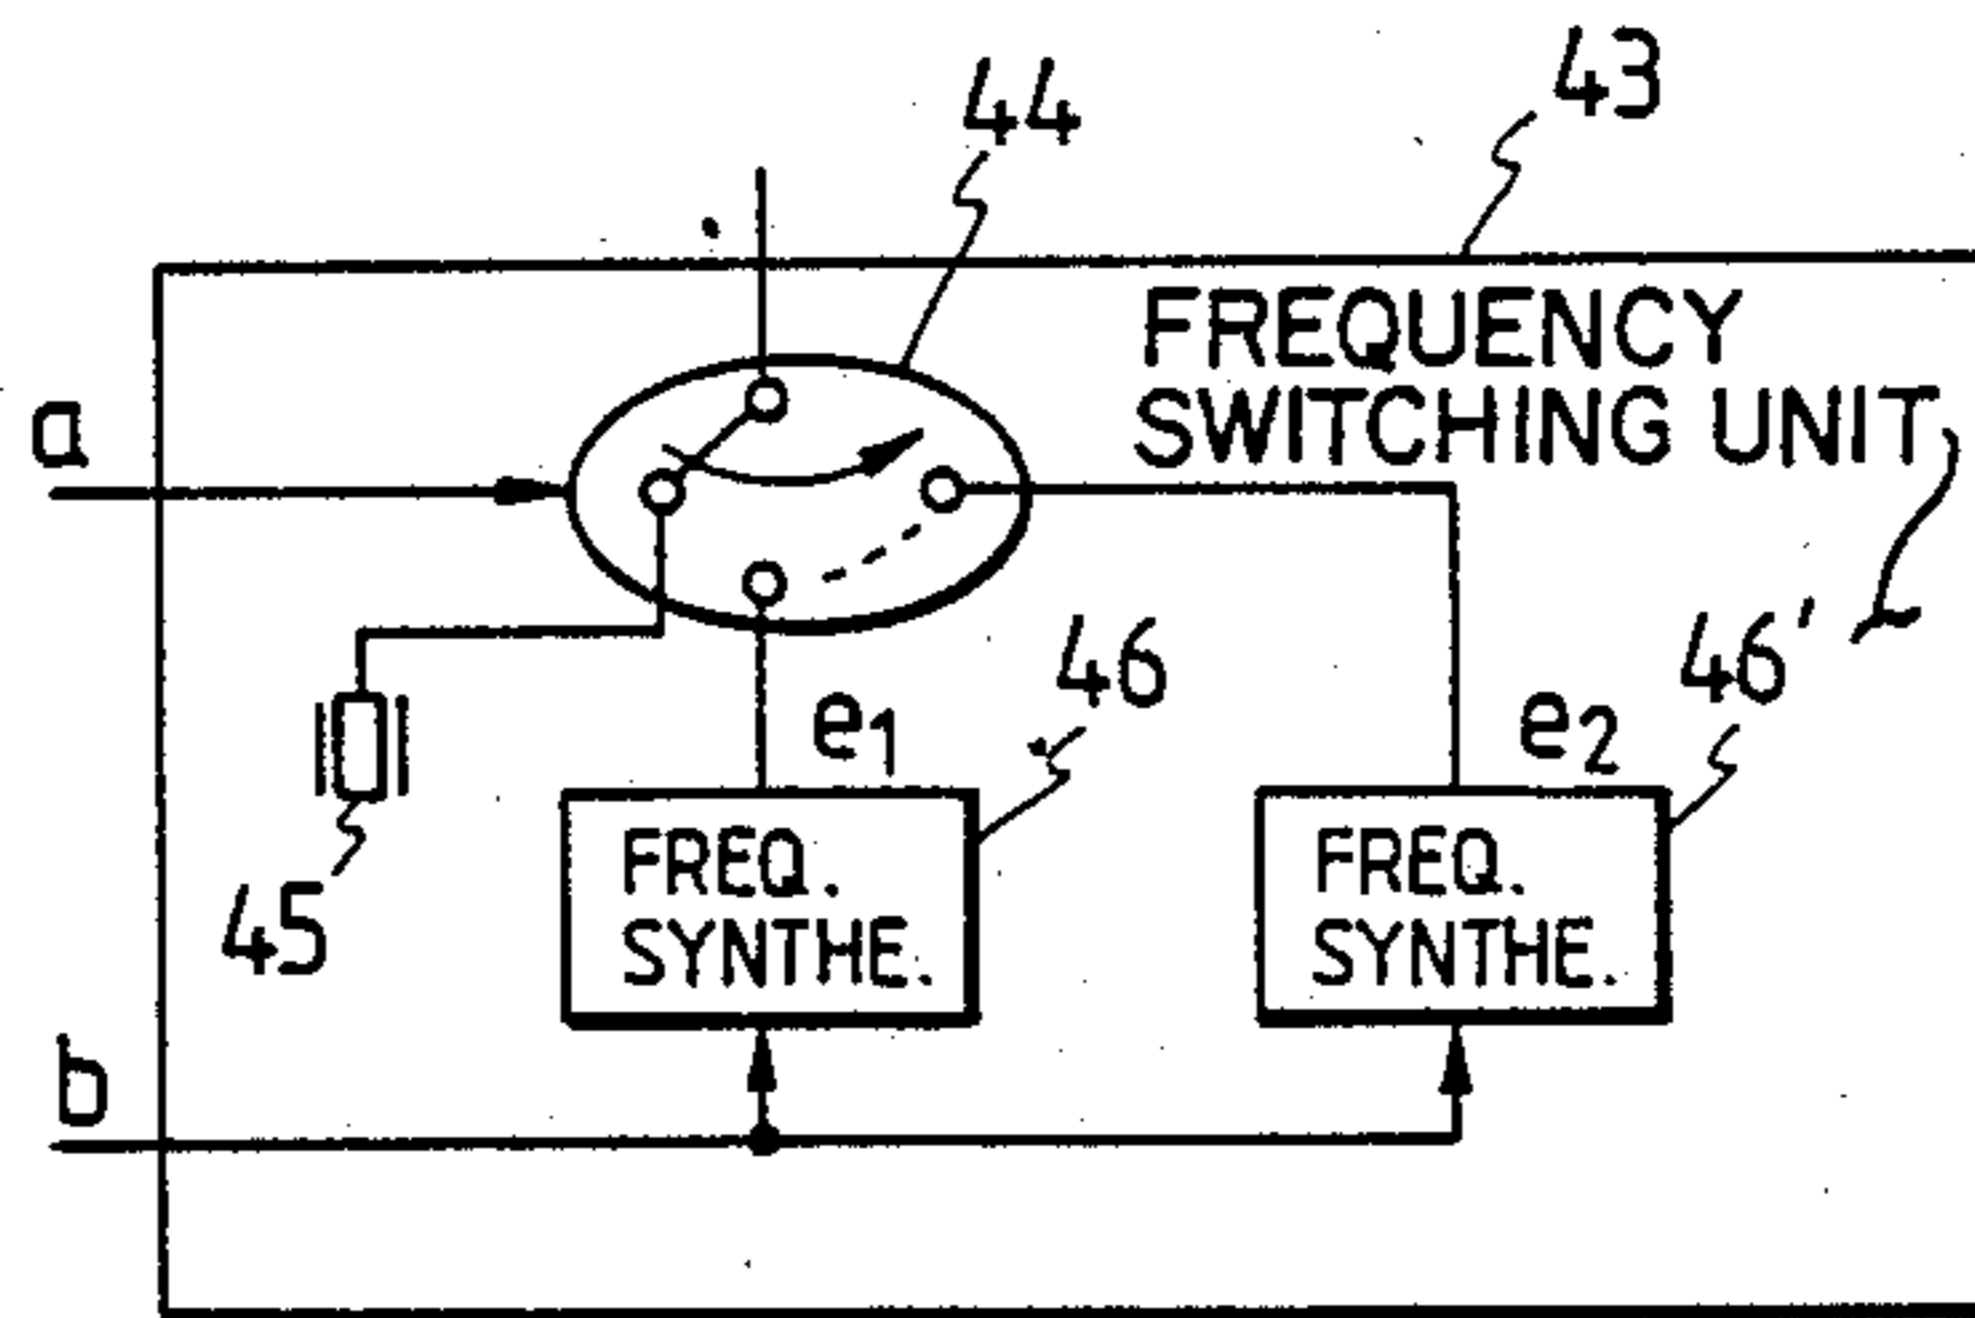 43
44
FREQUENCY
SWITCHING UNIT
a
46
46'
e1
e2
FREQ.
SYNTHE.
FREQ.
SYNTHE.
45
b